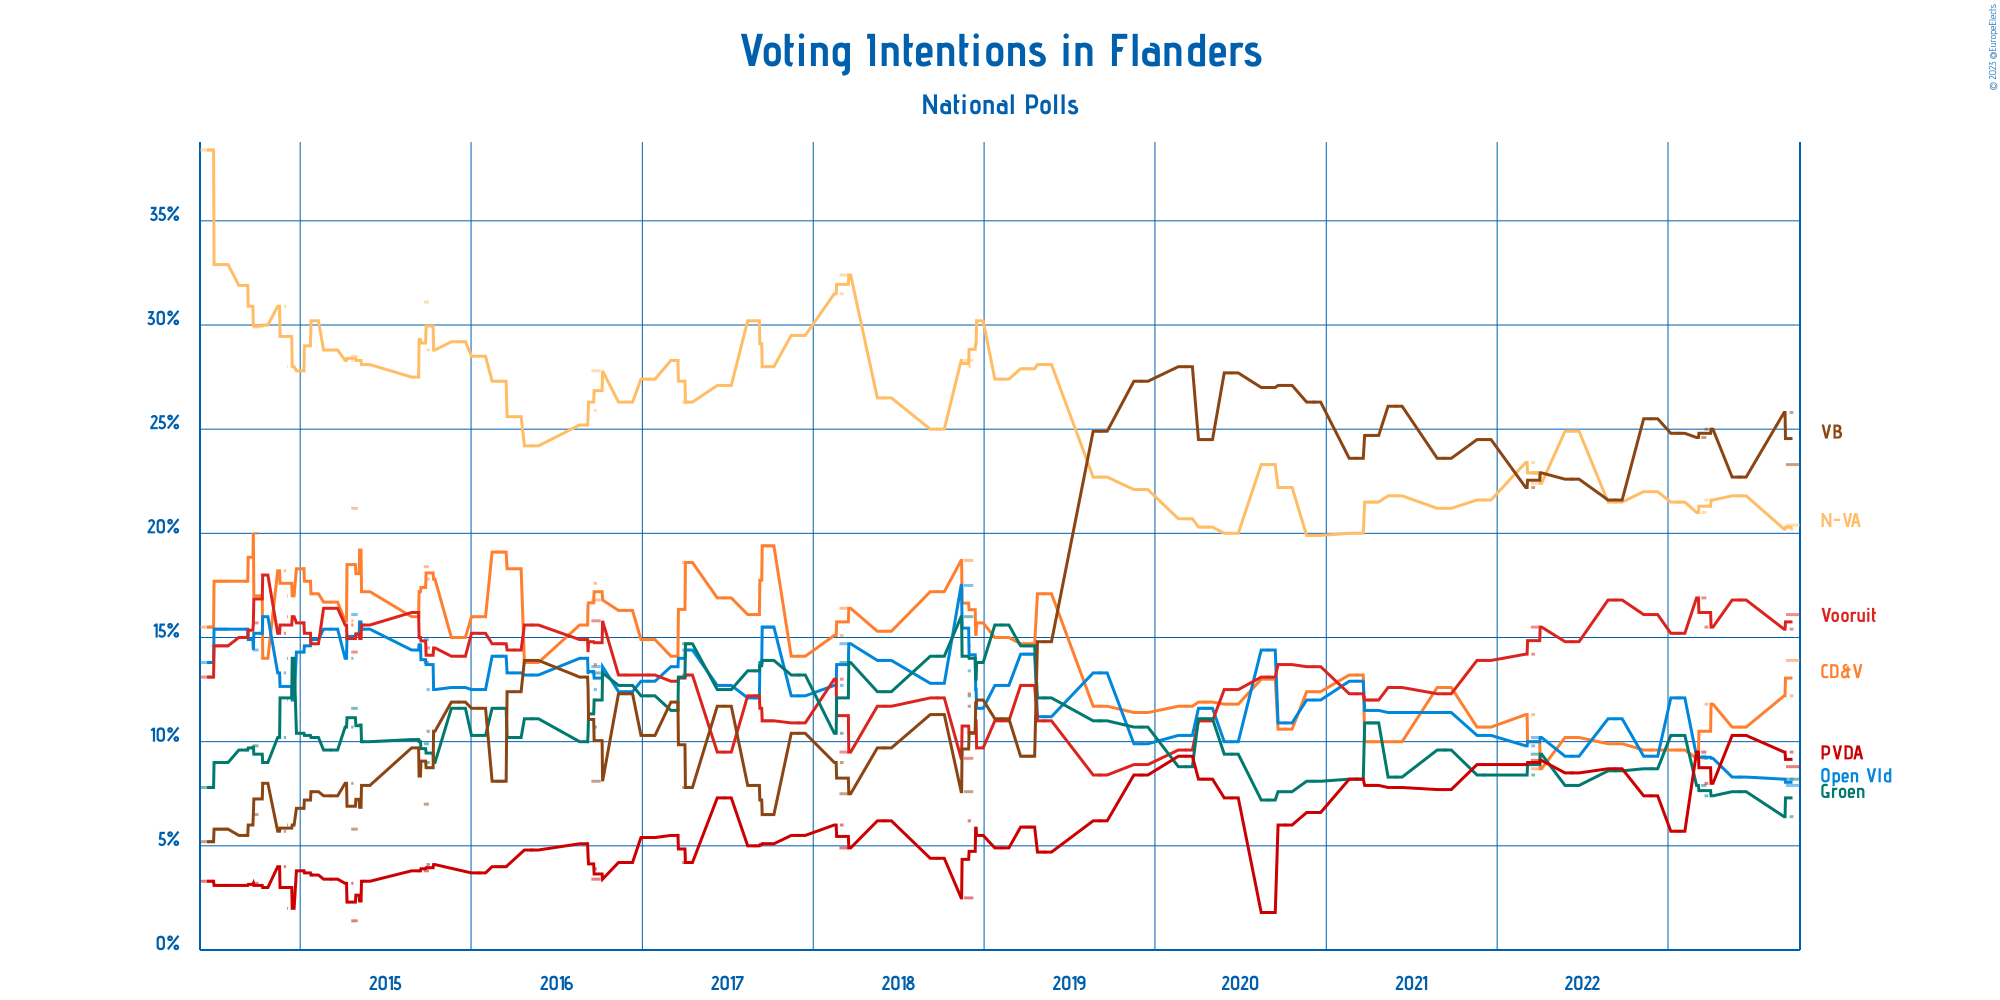 © 2023 @EuropeElects
Voting Intentions in Flanders
National Polls
35%
30%
25%
20%
15%
10%
5%
0%
VB
N-VA
Vooruit
CD&V
PVDA
Open Vld
Groen
2015
2016
2017
2018
2019
2020
2021
2022